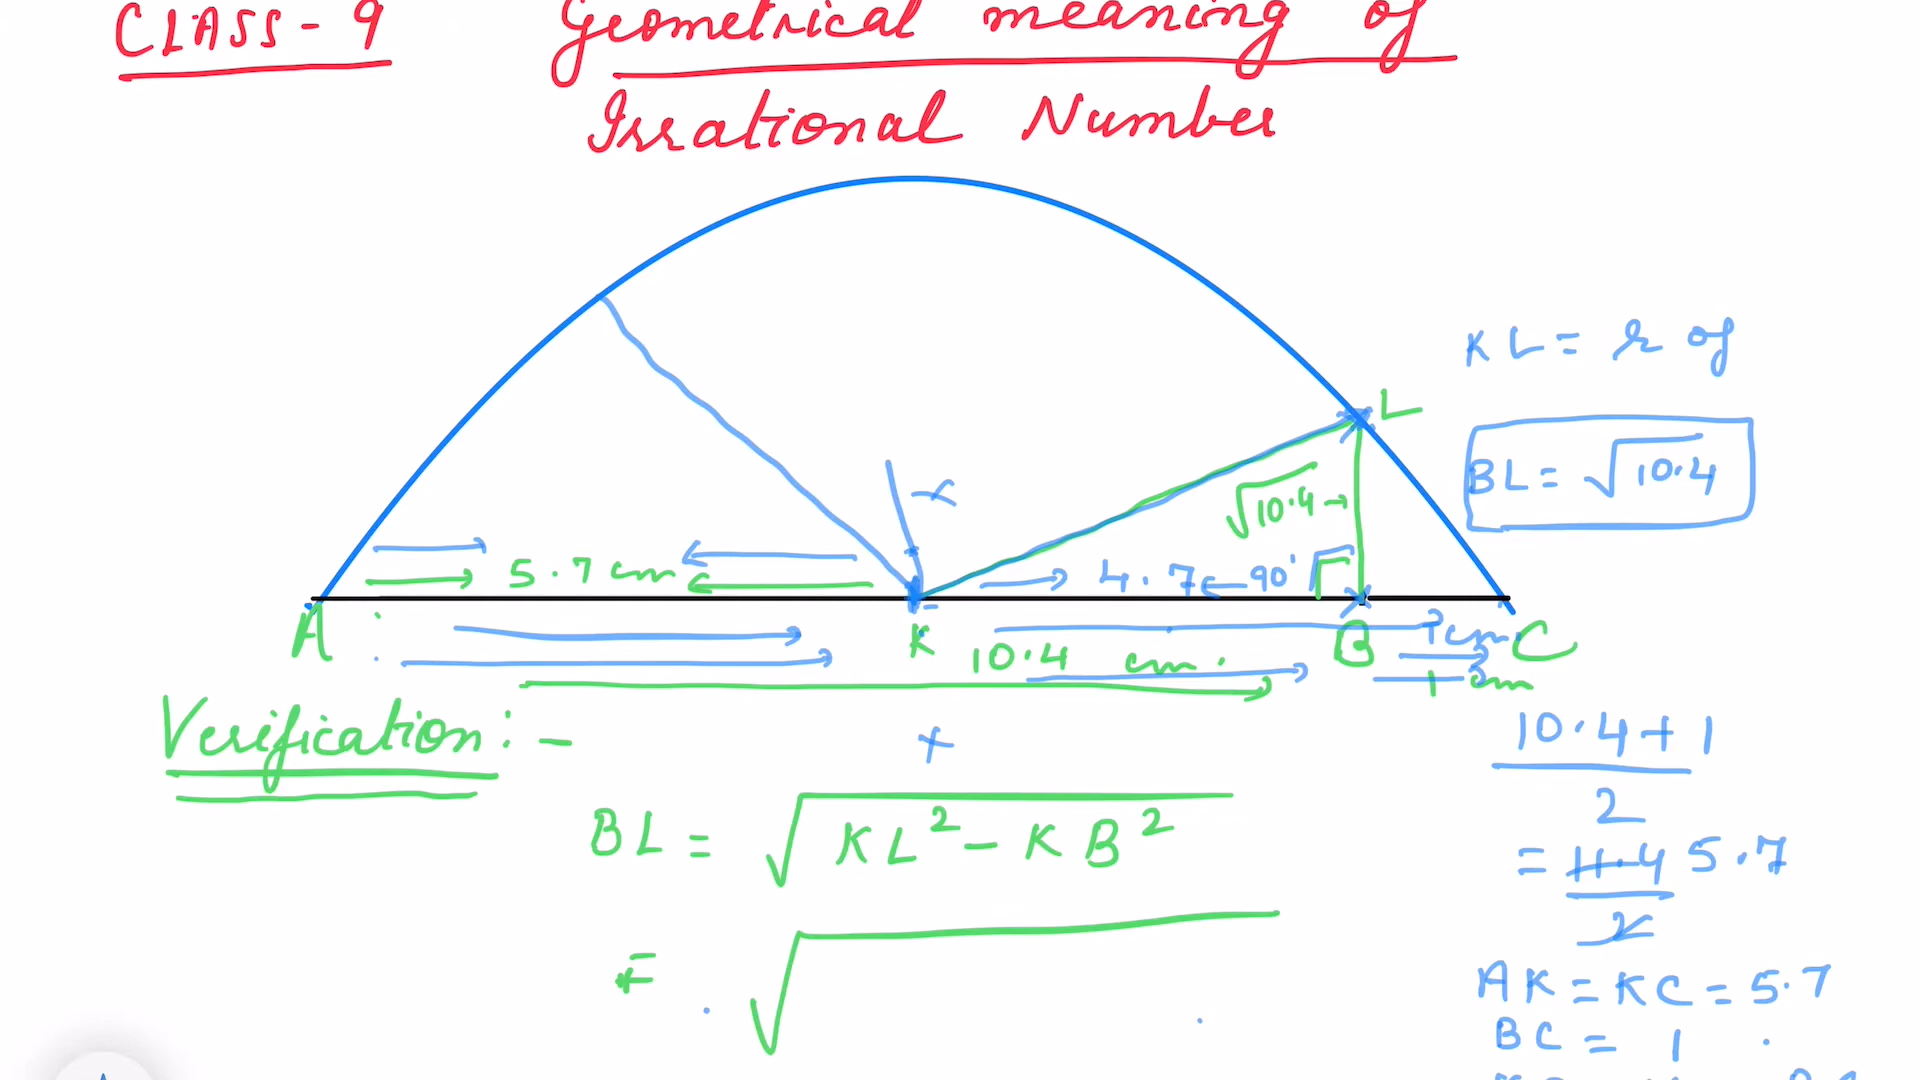 CLASS-9 Geometrical meaning of
Irrational Number
KL = r of
L
BL = √10.4
√10.4
5.7 cm
4.7
90°
A
K
10.4 cm.
B
1cm
C
1 cm
Verification:-
10.4+1
2
BL = √KL²-KB²
= 11.4 5.7
2
= √
AK = KC = 5.7
BC = 1